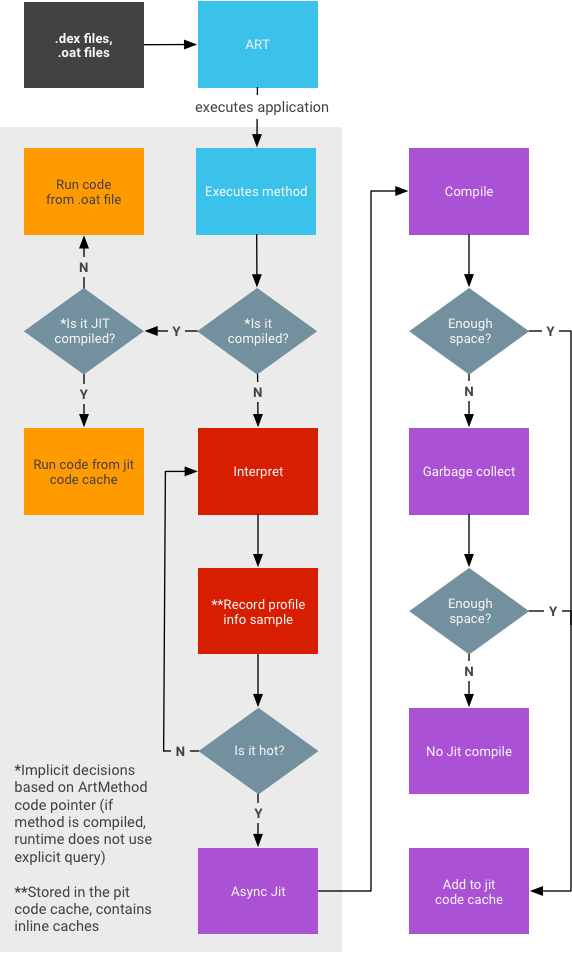 .dex files,
.oat files
ART
executes application
Run code
from .oat file
Executes method
Compile
N
*Is it JIT
compiled?
Y
*Is it
compiled?
Enough
space?
Y
Y
N
N
Run code from jit
code cache
Interpret
Garbage collect
**Record profile
info sample
Enough
space?
Y
N
Is it hot?
N
No Jit compile
*Implicit decisions
based on ArtMethod
code pointer (if
method is compiled,
runtime does not use
explicit query)
Y
**Stored in the pit
code cache, contains
inline caches
Async Jit
Add to jit
code cache